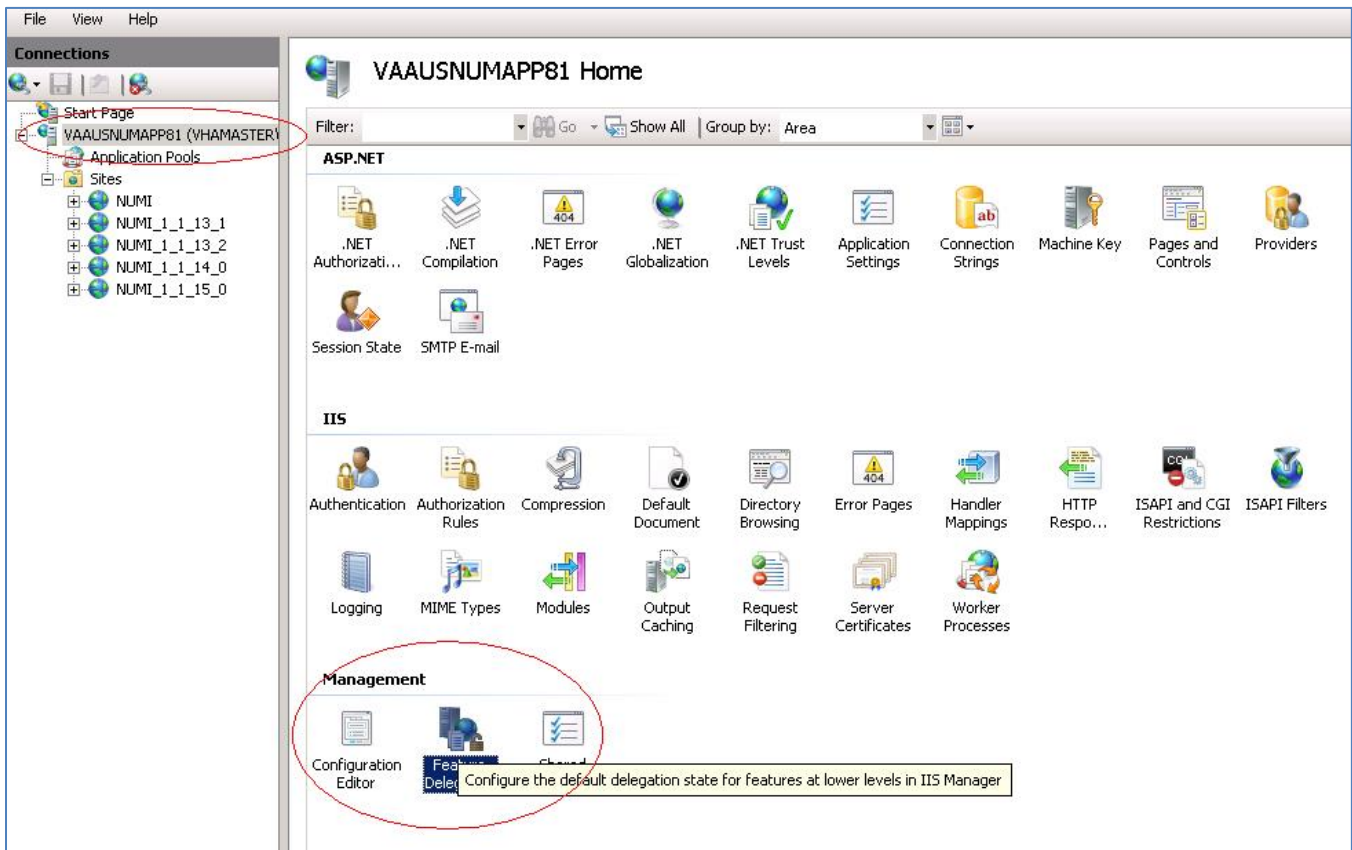 File View Help
Connections
Start Page
VAAUSNUMAPP81 (VHAMASTER\
Application Pools
Sites
NUMI
NUMI_1_1_13_1
NUMI_1_1_13_2
NUMI_1_1_14_0
NUMI_1_1_15_0
VAAUSNUMAPP81 Home
Filter: Go Show All Group by: Area
ASP.NET
.NET Authorizati...
.NET Compilation
.NET Error Pages
.NET Globalization
.NET Trust Levels
Application Settings
Connection Strings
Machine Key
Pages and Controls
Providers
Session State
SMTP E-mail
IIS
Authentication
Authorization Rules
Compression
Default Document
Directory Browsing
Error Pages
Handler Mappings
HTTP Respo...
ISAPI and CGI Restrictions
ISAPI Filters
Logging
MIME Types
Modules
Output Caching
Request Filtering
Server Certificates
Worker Processes
Management
Configuration Editor
Configure the default delegation state for features at lower levels in IIS Manager